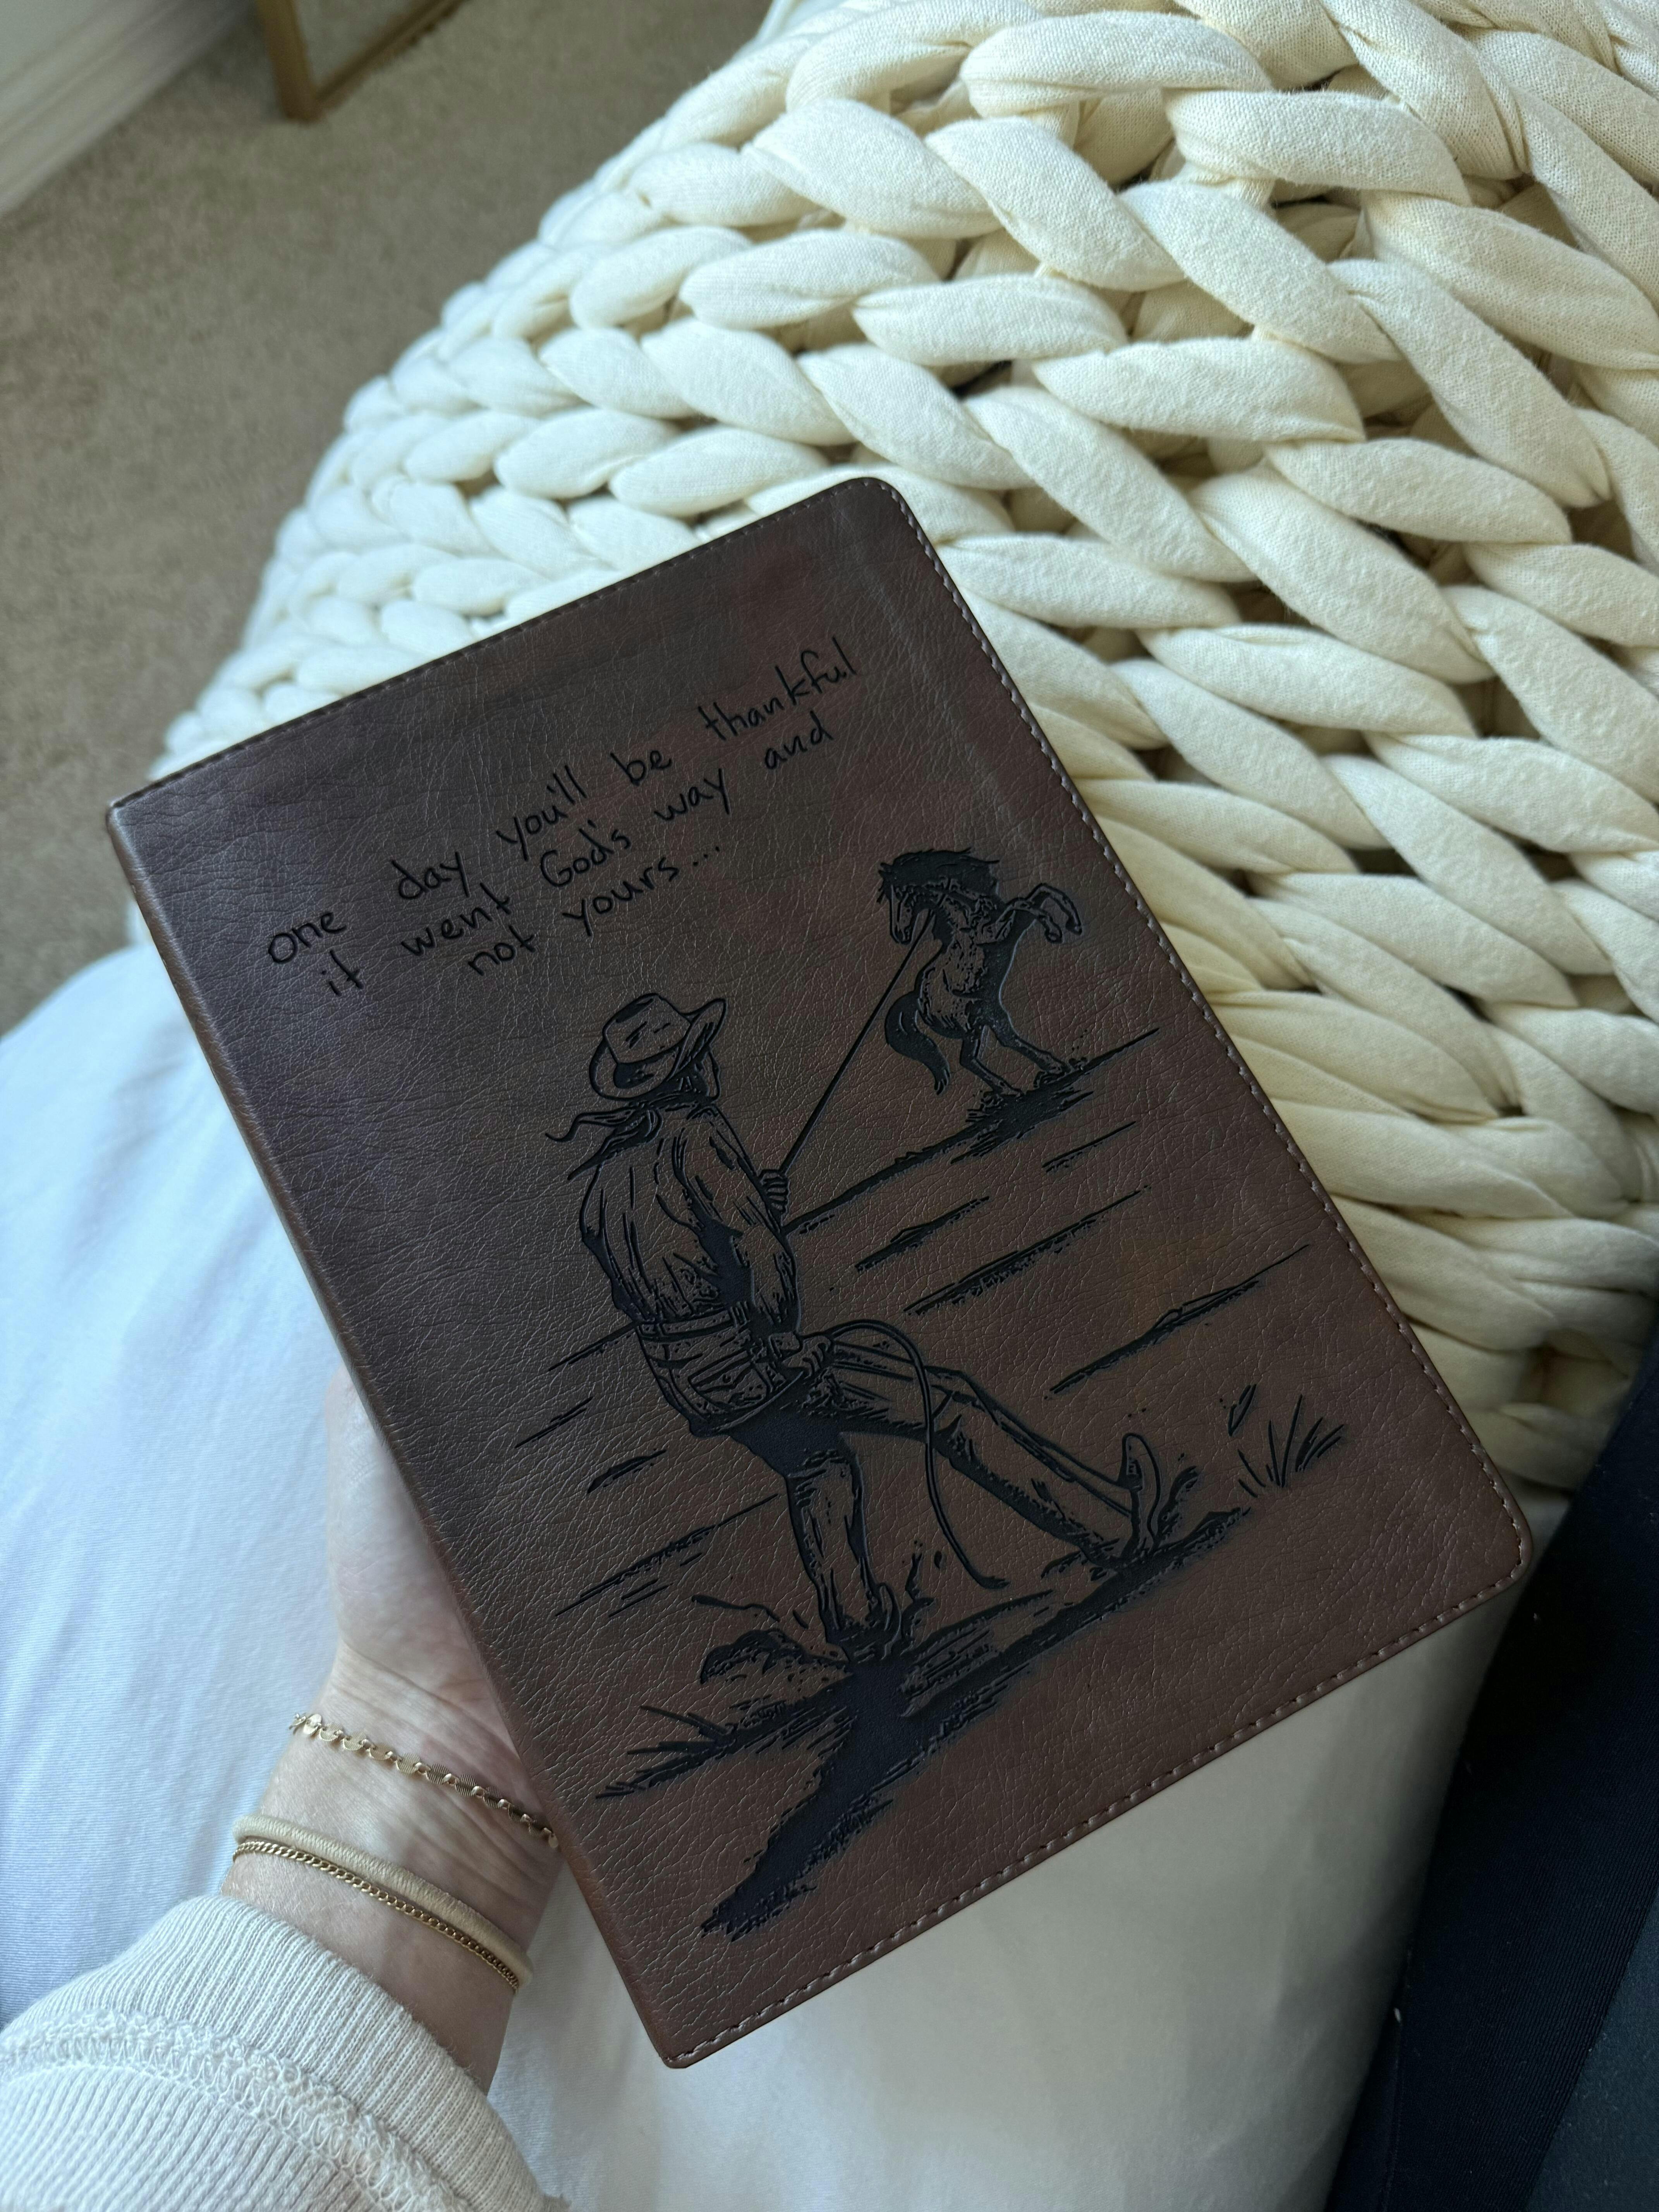 one day you'll be thankful
it went God's way and
not yours...